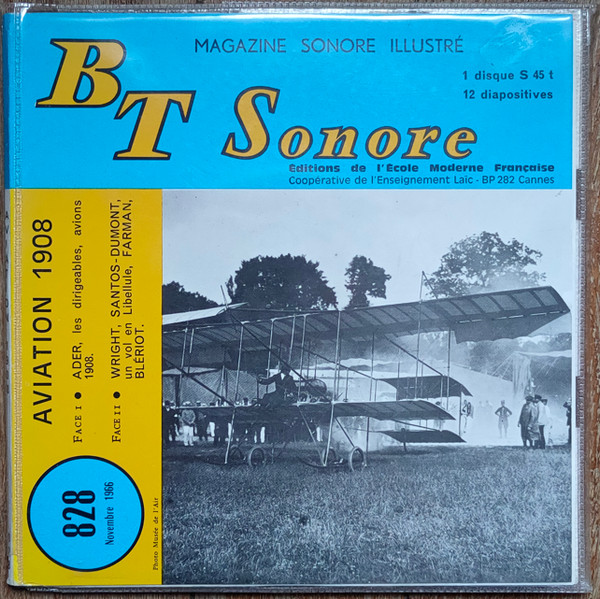 BT Sonore
MAGAZINE SONORE ILLUSTRÉ
1 disque S 45 t
12 diapositives
Éditions de l'École Moderne Française
Coopérative de l'Enseignement Laïc - BP 282 Cannes
AVIATION 1908
FACE I ● ADER, les dirigeables, avions
1908.
FACE II ● WRIGHT, SANTOS-DUMONT,
un vol en Libellule, FARMAN,
BLÉRIOT.
828
Novembre 1966
Photo Musée de l'Air